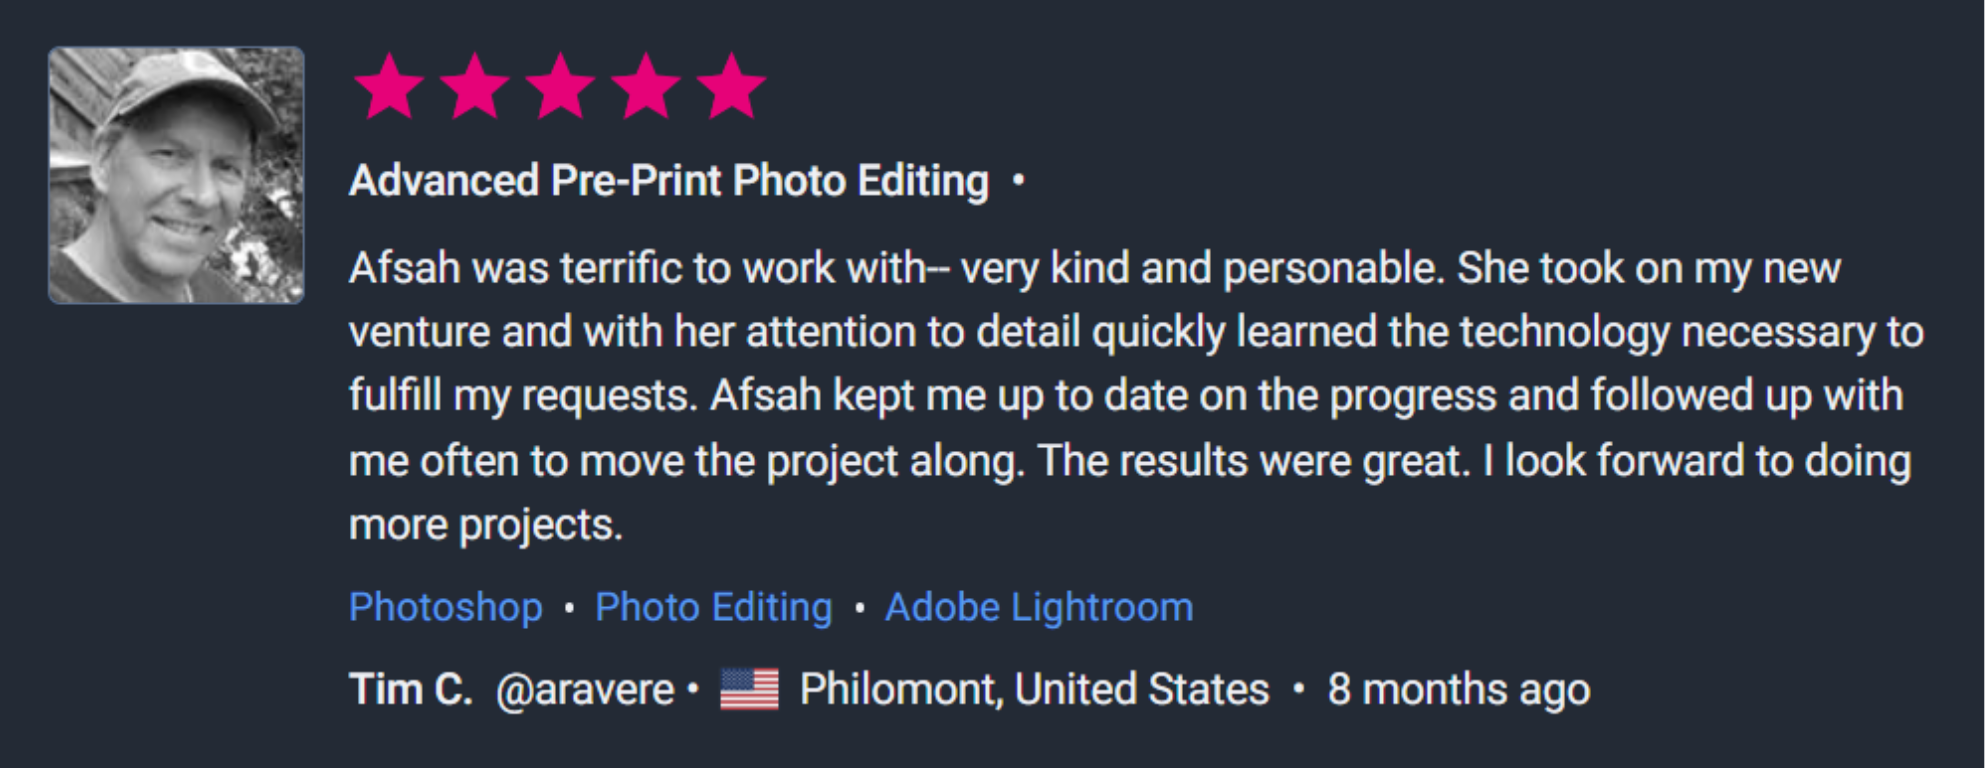 Advanced Pre-Print Photo Editing •
Afsah was terrific to work with-- very kind and personable. She took on my new
venture and with her attention to detail quickly learned the technology necessary to
fulfill my requests. Afsah kept me up to date on the progress and followed up with
me often to move the project along. The results were great. I look forward to doing
more projects.
Photoshop • Photo Editing • Adobe Lightroom
Tim C. @aravere • Philomont, United States • 8 months ago